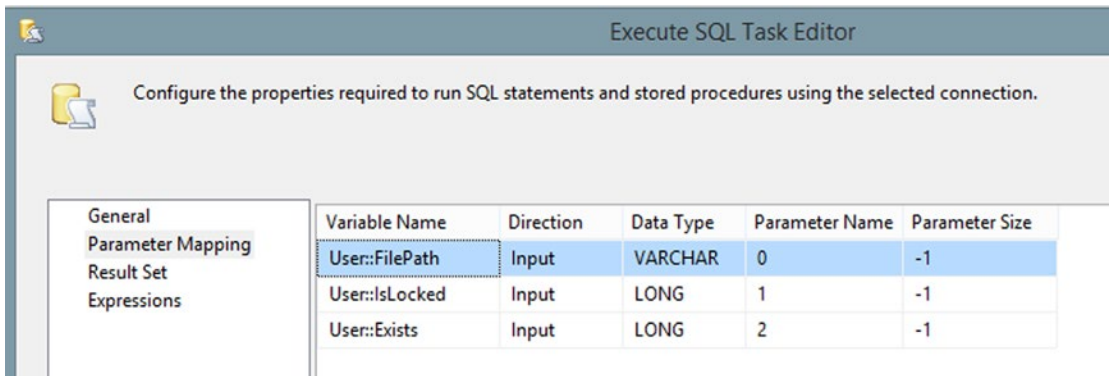 Execute SQL Task Editor
Configure the properties required to run SQL statements and stored procedures using the selected connection.
General
Parameter Mapping
Result Set
Expressions
Variable Name Direction Data Type Parameter Name Parameter Size
User::FilePath Input VARCHAR 0 -1
User::IsLocked Input LONG 1 -1
User::Exists Input LONG 2 -1